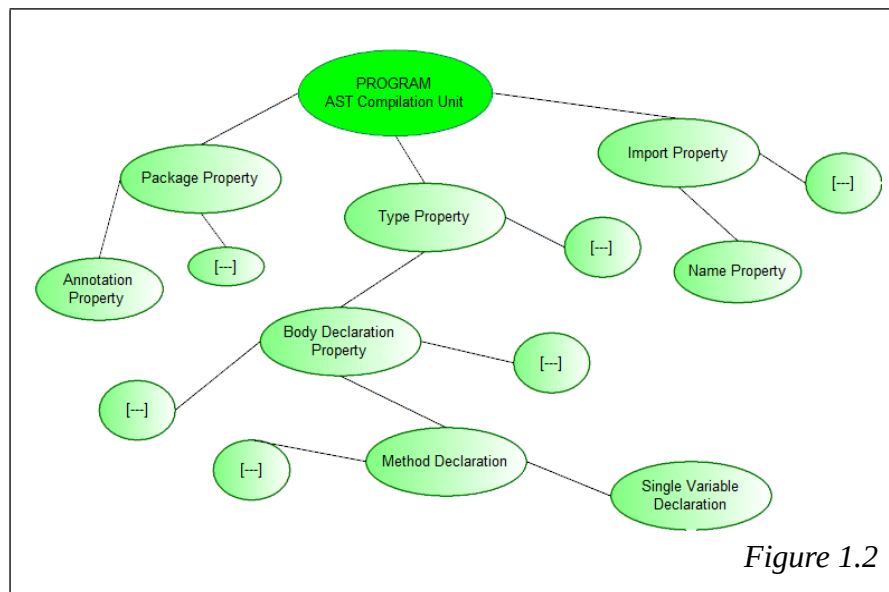 PROGRAM
AST Compilation Unit
Package Property
Import Property
[---]
Type Property
[---]
Annotation
Property
[---]
Name Property
Body Declaration
Property
[---]
[---]
[---]
Method Declaration
Single Variable
Declaration
Figure 1.2